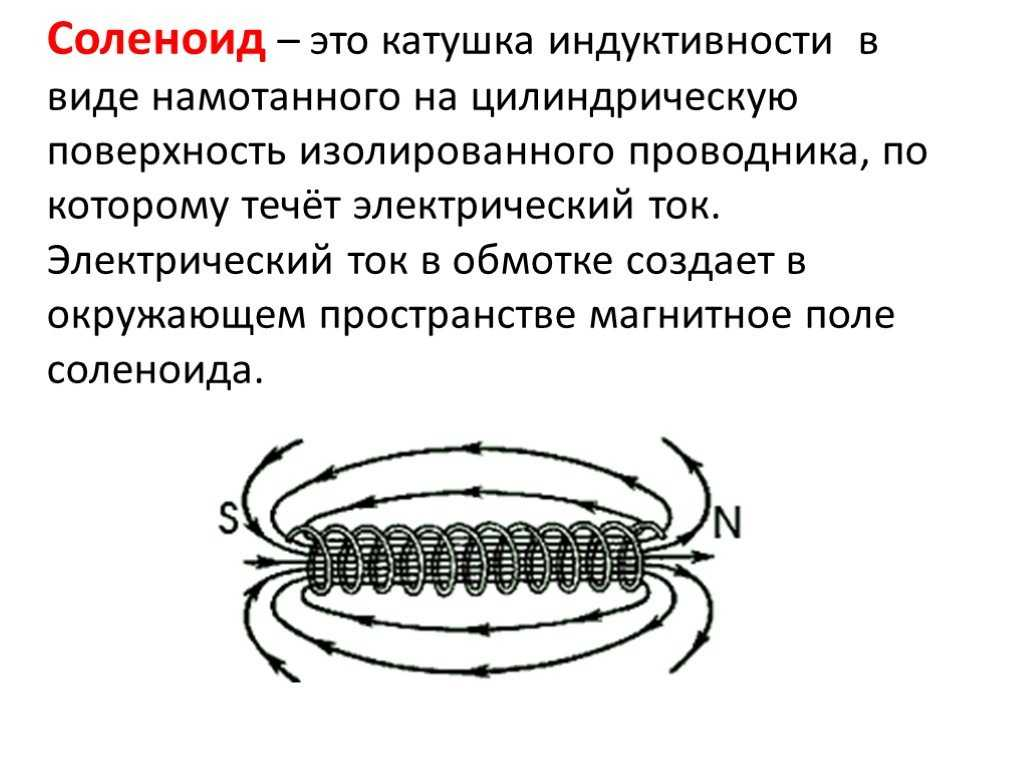 Соленоид – это катушка индуктивности в
виде намотанного на цилиндрическую
поверхность изолированного проводника, по
которому течёт электрический ток.
Электрический ток в обмотке создает в
окружающем пространстве магнитное поле
соленоида.
S N